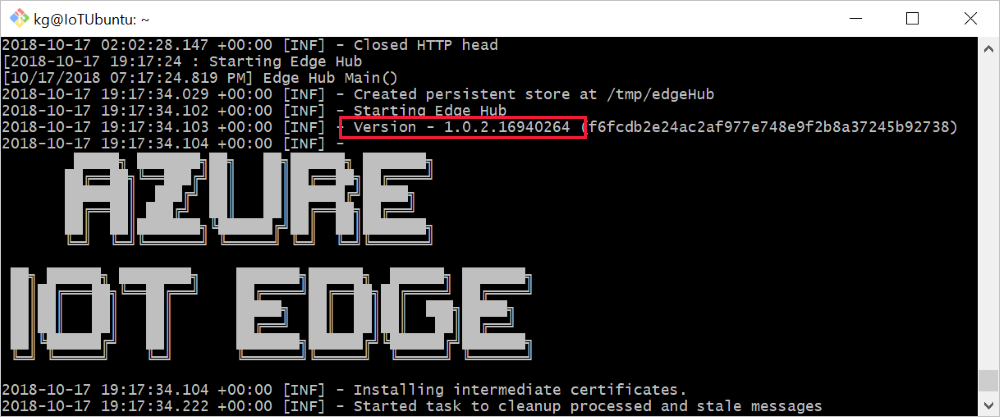 kg@IoTUbuntu: ~
2018-10-17 02:02:28.147 +00:00 [INF] - Closed HTTP head
[2018-10-17 19:17:24 : Starting Edge Hub
[10/17/2018 07:17:24.819 PM] Edge Hub Main()
2018-10-17 19:17:34.029 +00:00 [INF] - Created persistent store at /tmp/edgeHub
2018-10-17 19:17:34.102 +00:00 [INF] - Starting Edge Hub
2018-10-17 19:17:34.103 +00:00 [INF] - Version - 1.0.2.16940264 (f6fcdb2e24ac2af977e748e9f2b8a37245b92738)
2018-10-17 19:17:34.104 +00:00 [INF] -
AZURE
IOT EDGE
2018-10-17 19:17:34.104 +00:00 [INF] - Installing intermediate certificates.
2018-10-17 19:17:34.222 +00:00 [INF] - Started task to cleanup processed and stale messages